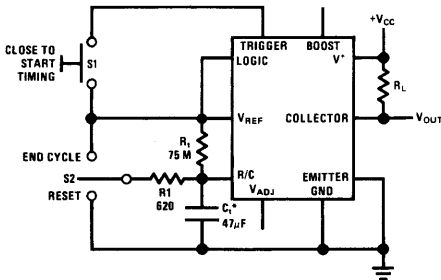 CLOSE TO
START
TIMING
S1
TRIGGER
BOOST
LOGIC
V+
+VCC
RL
VREF
COLLECTOR
VOUT
Rt
75 M
END CYCLE
S2
RESET
R1
620
R/C
VADJ
EMITTER
GND
Ct*
47µF